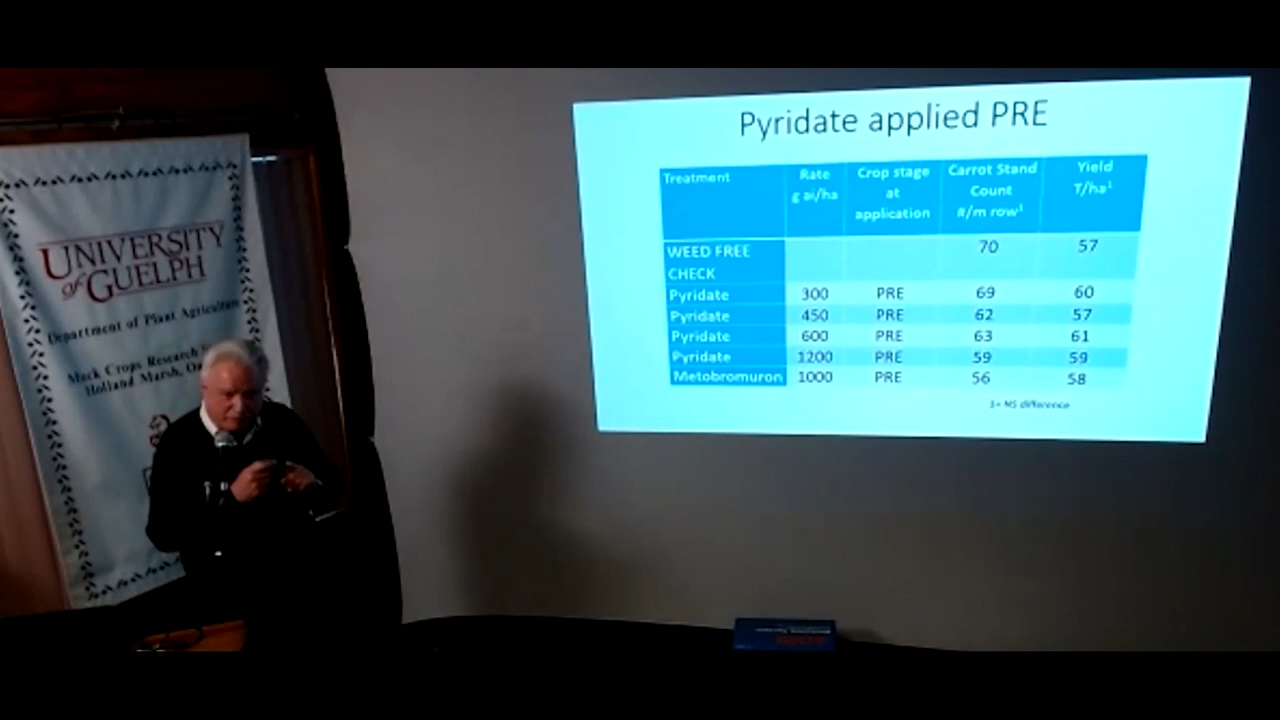 UNIVERSITY
of GUELPH
Department of Plant Agriculture
Muck Crops Research
Holland Marsh,
Pyridate applied PRE
Treatment Rate g ai/ha Crop stage at application Carrot Stand Count #/m row¹ Yield T/ha¹
WEED FREE CHECK 70 57
Pyridate 300 PRE 69 60
Pyridate 450 PRE 62 57
Pyridate 600 PRE 63 61
Pyridate 1200 PRE 59 59
Metobromuron 1000 PRE 56 58
1= NS difference